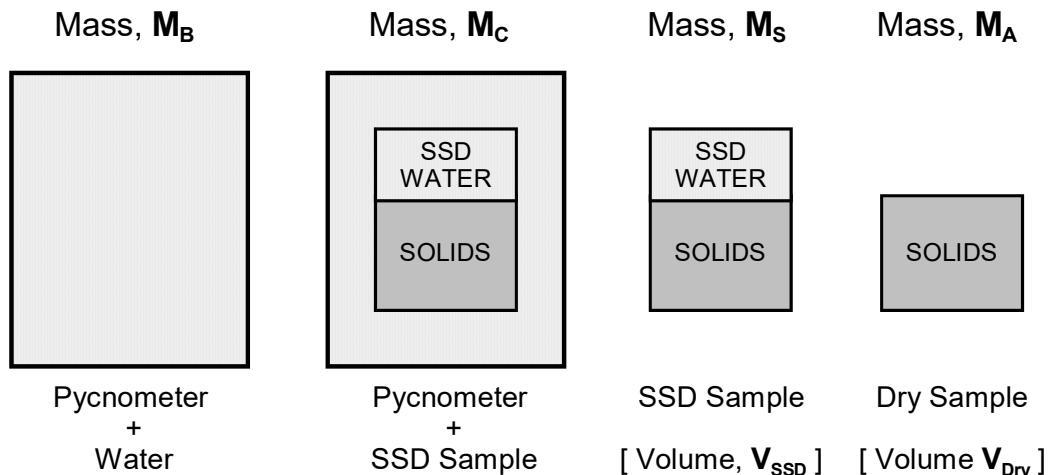 Mass, M_B
Mass, M_C
Mass, M_S
Mass, M_A
SSD
WATER
SOLIDS
SSD
WATER
SOLIDS
SOLIDS
Pycnometer
+
Water
Pycnometer
+
SSD Sample
SSD Sample
[ Volume, V_SSD ]
Dry Sample
[ Volume V_Dry ]